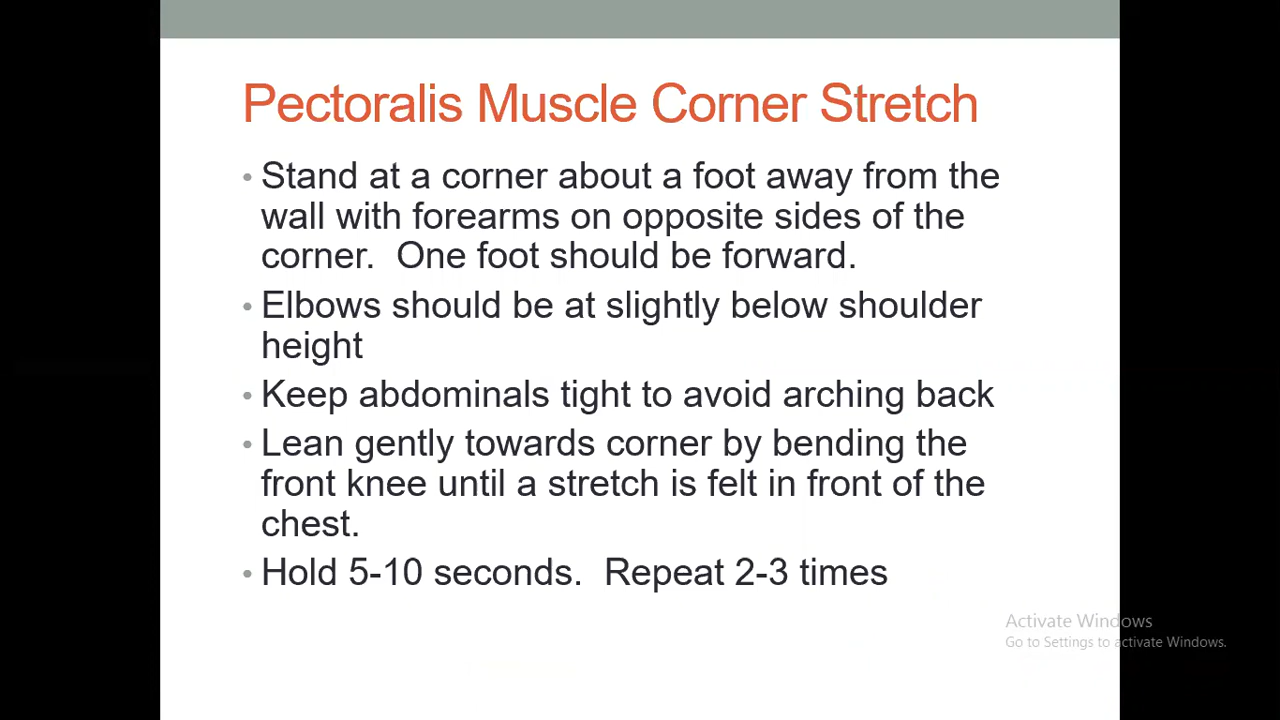 Pectoralis Muscle Corner Stretch
• Stand at a corner about a foot away from the
wall with forearms on opposite sides of the
corner.  One foot should be forward.
• Elbows should be at slightly below shoulder
height
• Keep abdominals tight to avoid arching back
• Lean gently towards corner by bending the
front knee until a stretch is felt in front of the
chest.
• Hold 5-10 seconds.  Repeat 2-3 times
Activate Windows
Go to Settings to activate Windows.